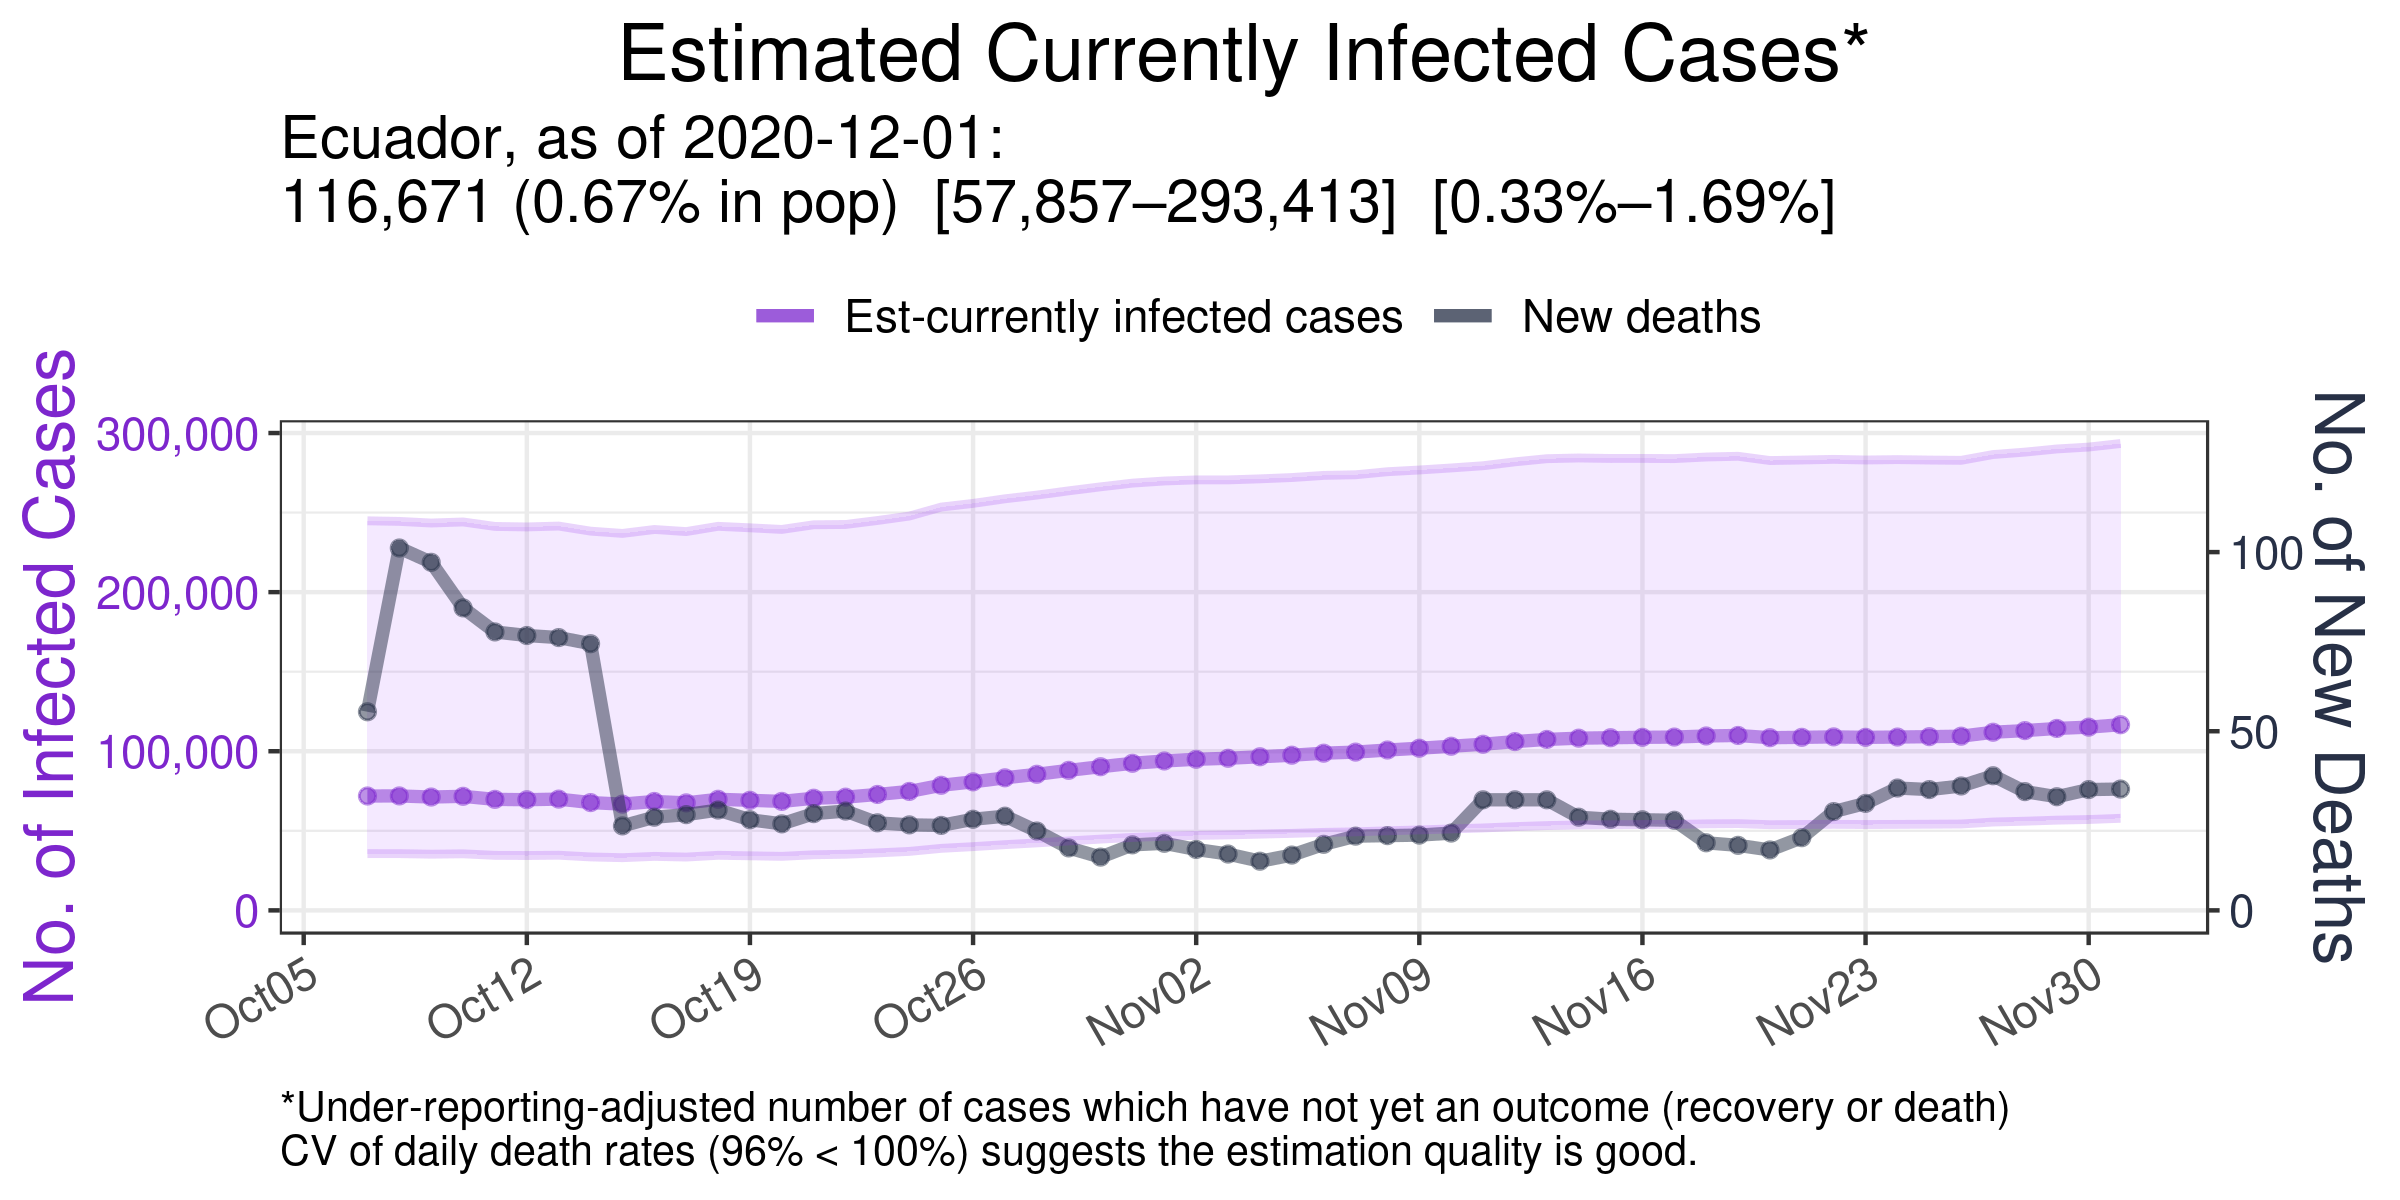 Estimated Currently Infected Cases*
Ecuador, as of 2020-12-01:
116,671 (0.67% in pop)  [57,857–293,413]  [0.33%–1.69%]
Est-currently infected cases
New deaths
No. of Infected Cases
300,000
200,000
100,000
0
No. of New Deaths
100
50
0
Oct05
Oct12
Oct19
Oct26
Nov02
Nov09
Nov16
Nov23
Nov30
*Under-reporting-adjusted number of cases which have not yet an outcome (recovery or death)
CV of daily death rates (96% < 100%) suggests the estimation quality is good.